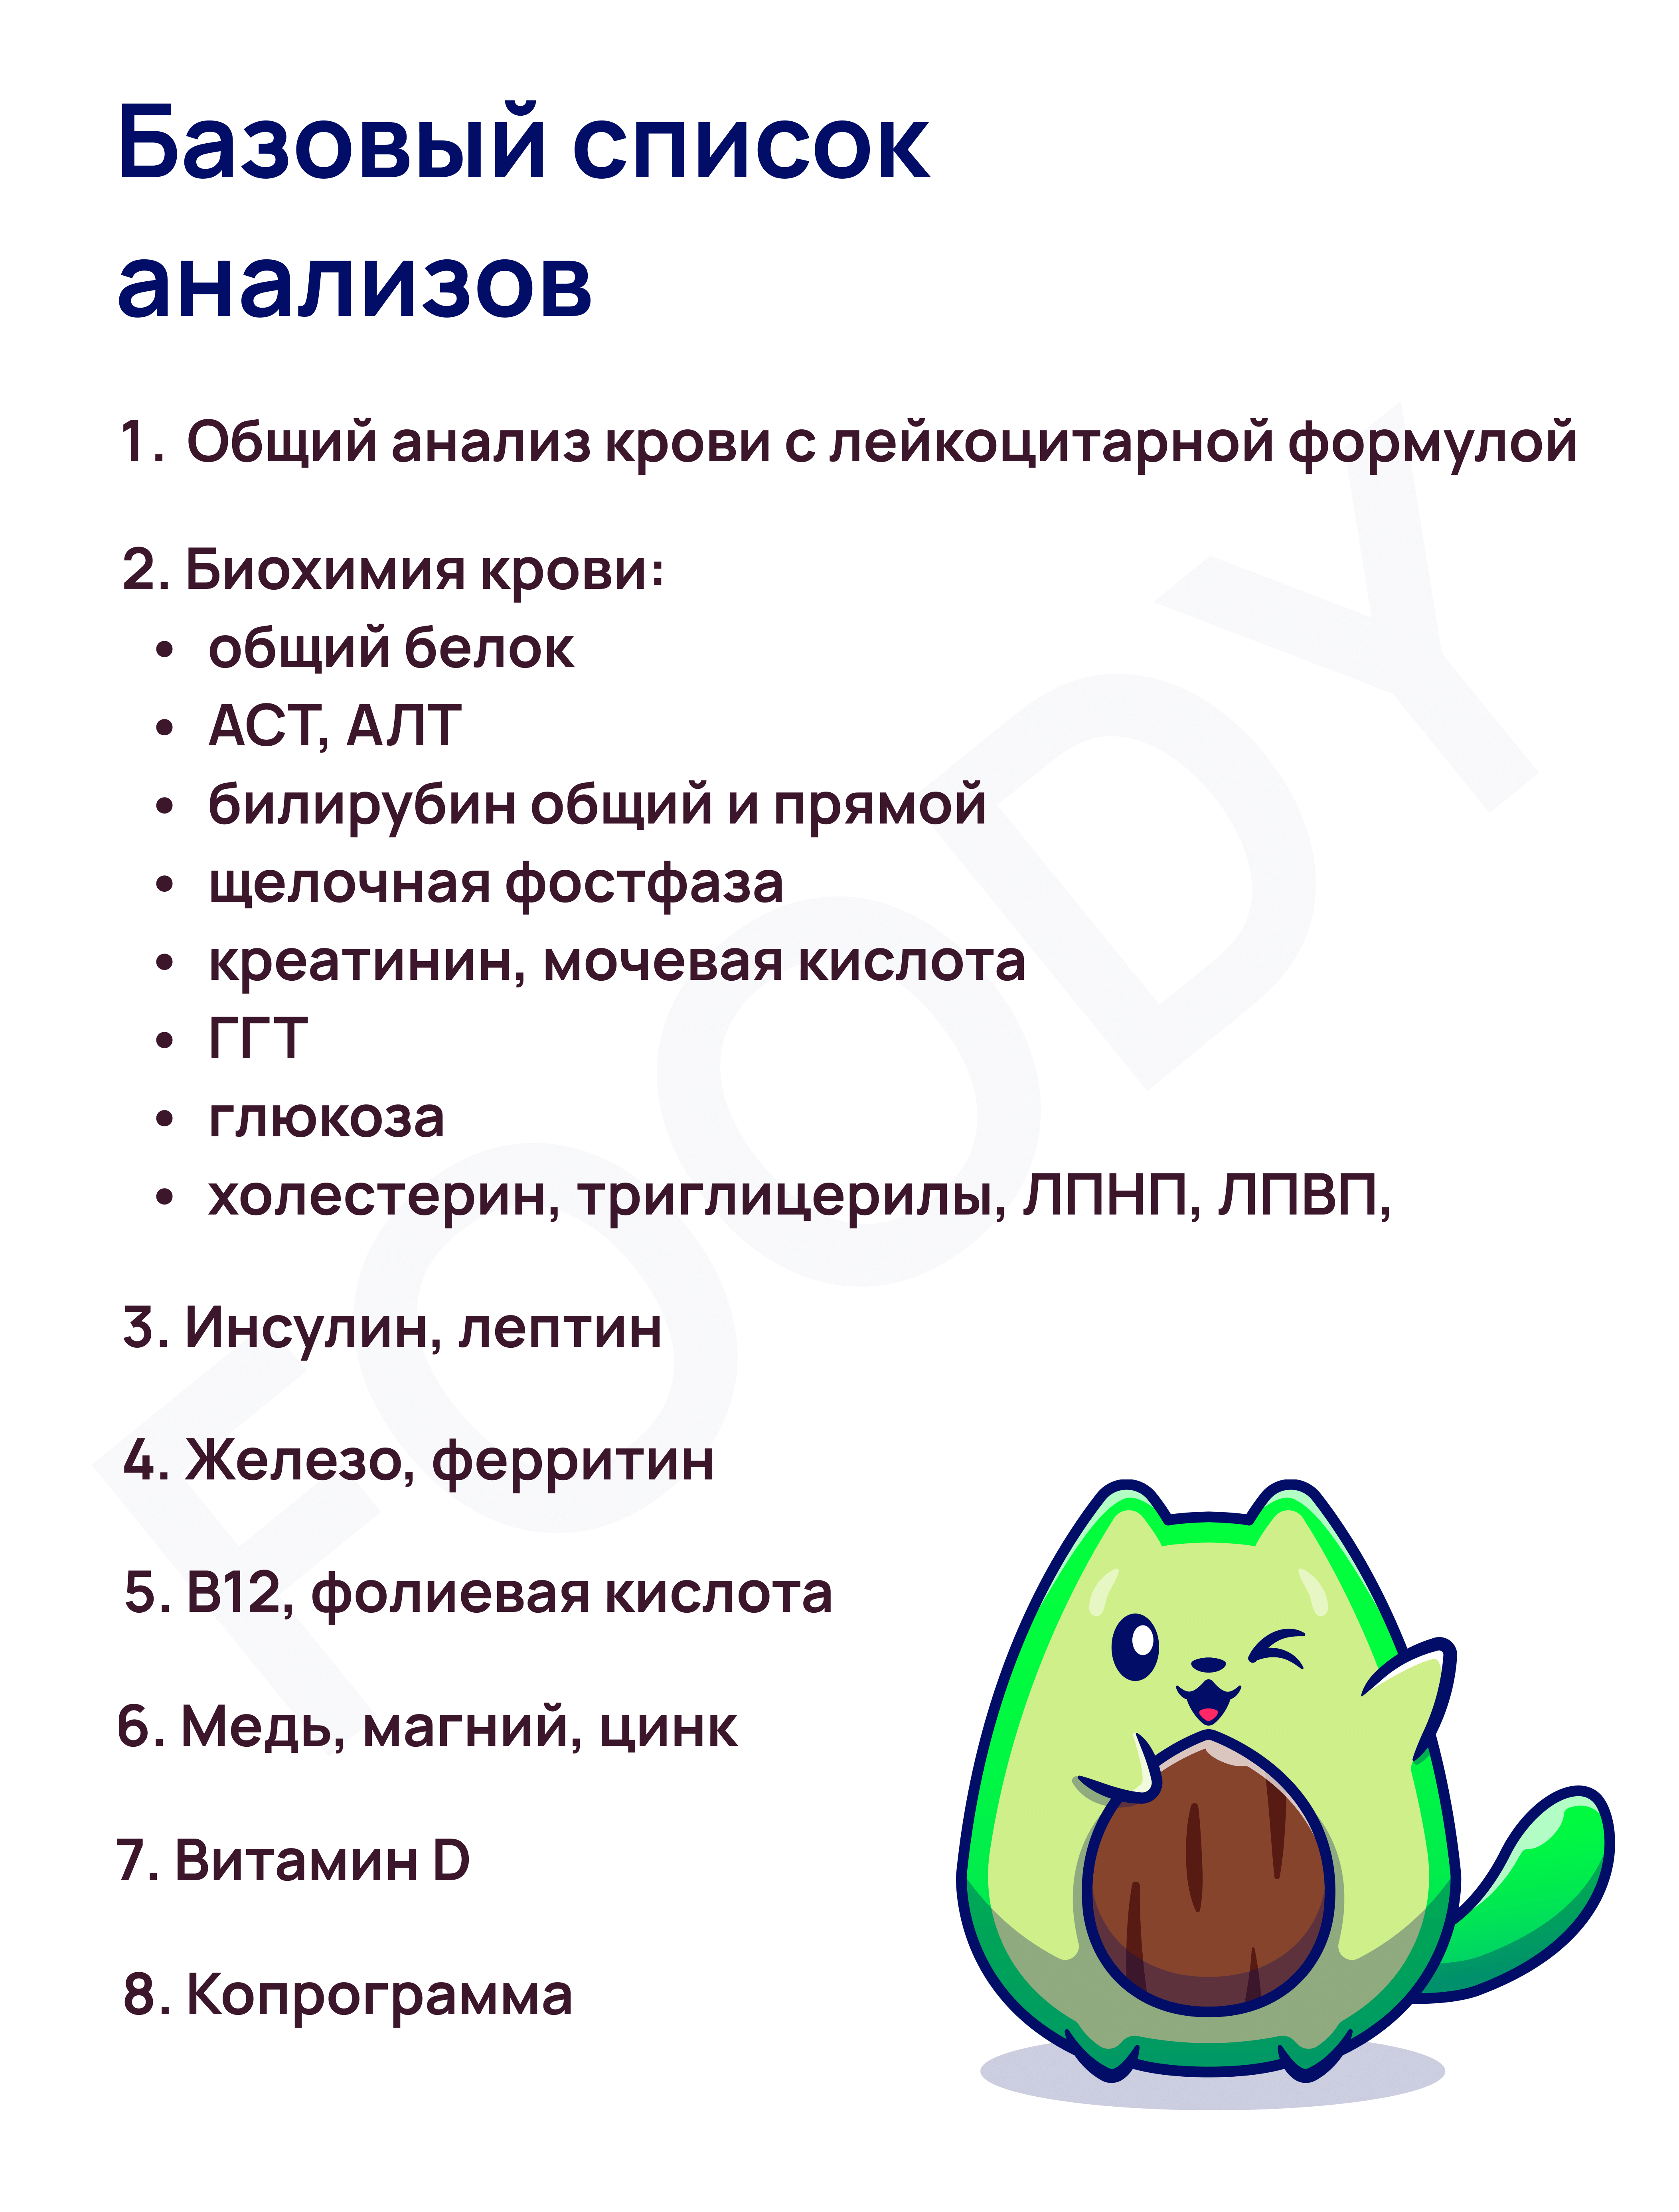 Базовый список
анализов
1. Общий анализ крови с лейкоцитарной формулой
2. Биохимия крови:
• общий белок
• АСТ, АЛТ
• билирубин общий и прямой
• щелочная фостфаза
• креатинин, мочевая кислота
• ГГТ
• глюкоза
• холестерин, триглицерилы, ЛПНП, ЛПВП,
3. Инсулин, лептин
4. Железо, ферритин
5. В12, фолиевая кислота
6. Медь, магний, цинк
7. Витамин D
8. Копрограмма
FOODY